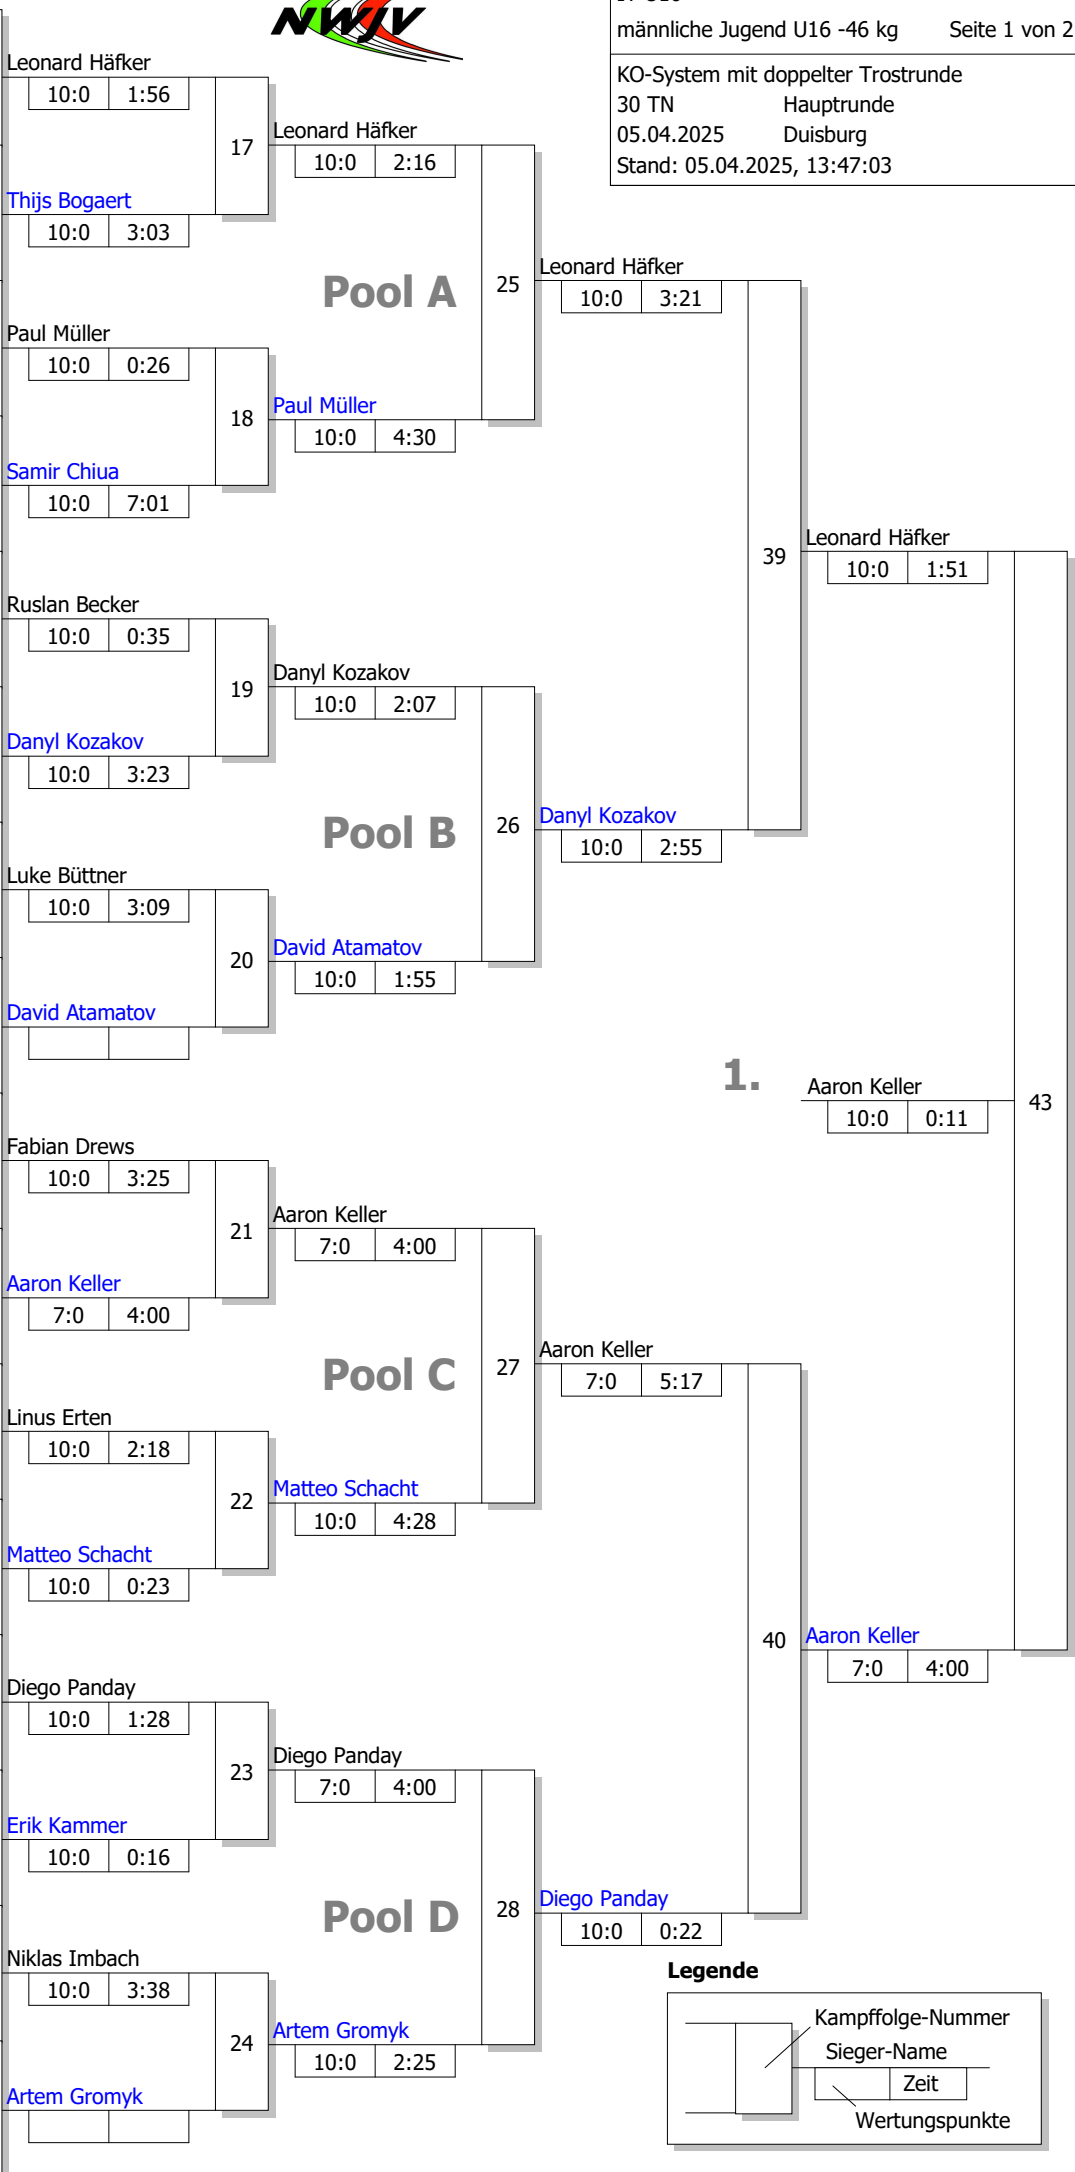 NWJV
männliche Jugend U16 -46 kg Seite 1 von 2
KO-System mit doppelter Trostrunde
30 TN Hauptrunde
05.04.2025 Duisburg
Stand: 05.04.2025, 13:47:03
Leonard Häfker
10:0 1:56
17
Thijs Bogaert
10:0 3:03
Leonard Häfker
10:0 2:16
Pool A
25
Leonard Häfker
10:0 3:21
Paul Müller
10:0 0:26
18
Paul Müller
10:0 4:30
Samir Chiua
10:0 7:01
39
Leonard Häfker
10:0 1:51
Ruslan Becker
10:0 0:35
19
Danyl Kozakov
10:0 2:07
Danyl Kozakov
10:0 3:23
Pool B
26
Danyl Kozakov
10:0 2:55
Luke Büttner
10:0 3:09
20
David Atamatov
10:0 1:55
David Atamatov
1.
Aaron Keller
10:0 0:11
43
Fabian Drews
10:0 3:25
21
Aaron Keller
7:0 4:00
Aaron Keller
7:0 4:00
Pool C
27
Aaron Keller
7:0 5:17
Linus Erten
10:0 2:18
22
Matteo Schacht
10:0 4:28
Matteo Schacht
10:0 0:23
40
Aaron Keller
7:0 4:00
Diego Panday
10:0 1:28
23
Diego Panday
7:0 4:00
Erik Kammer
10:0 0:16
Pool D
28
Diego Panday
10:0 0:22
Niklas Imbach
10:0 3:38
24
Artem Gromyk
10:0 2:25
Artem Gromyk
Legende
Kampffolge-Nummer
Sieger-Name
Zeit
Wertungspunkte